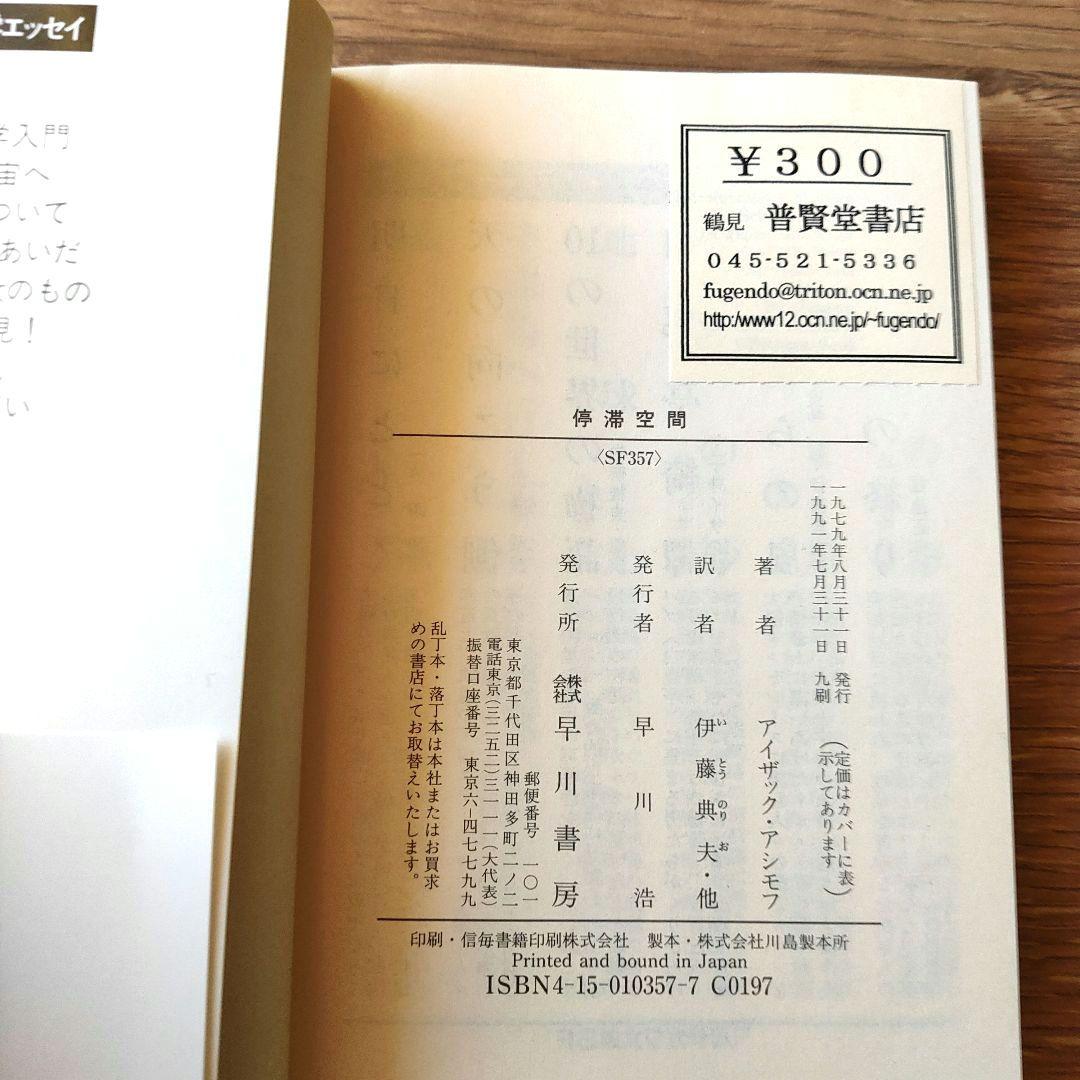 エッセイ
学入門
宙へ
ついて
あいだ
のもの
見！
い
￥３００
鶴見 普賢堂書店
０４５-５２１-５３３６
fugendo@triton.ocn.ne.jp
http:/www12.ocn.ne.jp/~fugendo/
停滞空間
〈SF357〉
一九七九年八月三十一日 発行
一九九一年七月三十一日 九刷
（定価はカバーに表
示してあります）
著者 アイザック・アシモフ
訳者 伊藤典夫・他
いとうのりお
発行者 早川浩
発行所 株式会社早川書房
郵便番号 一〇一
東京都千代田区神田多町二ノ二
電話東京（三二五二）三一一一（大代表）
振替口座番号 東京六−四七七九九
乱丁本・落丁本は本社またはお買求
めの書店にてお取替えいたします。
印刷・信毎書籍印刷株式会社 製本・株式会社川島製本所
Printed and bound in Japan
ISBN4-15-010357-7 C0197